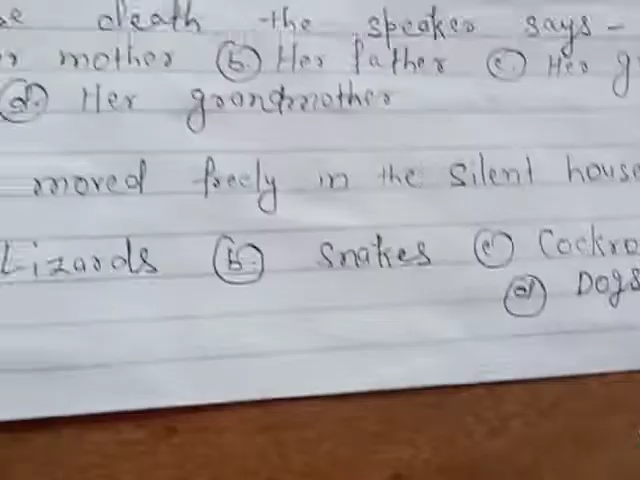 death the speaker says -
mother (b.) Her father (c.) Her
(d.) Her grandmother
moved freely in the silent house
Lizards (b.) Snakes (c.) Cockro
(d) Dogs